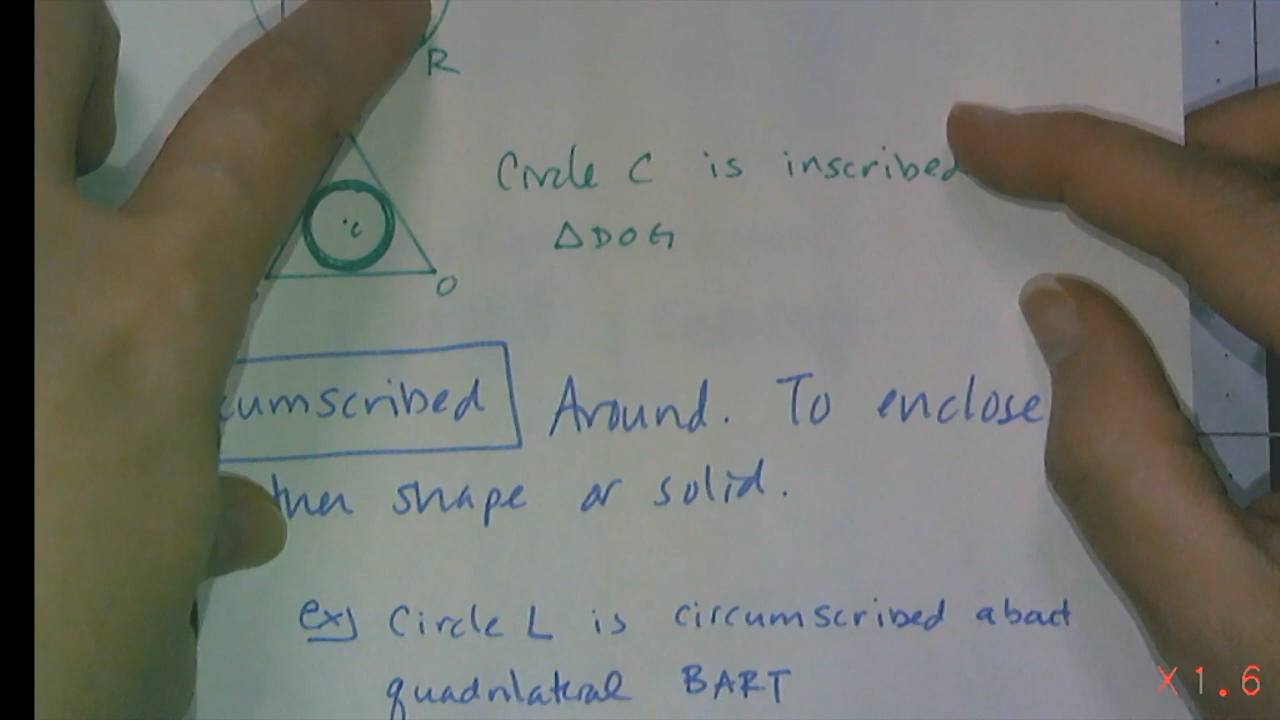 R
Circle C is inscribed
ΔDOG
c
O
cumscribed Around. To enclose
ther shape or solid.
ex) Circle L is circumscribed about
quadrilateral BART
X1.6